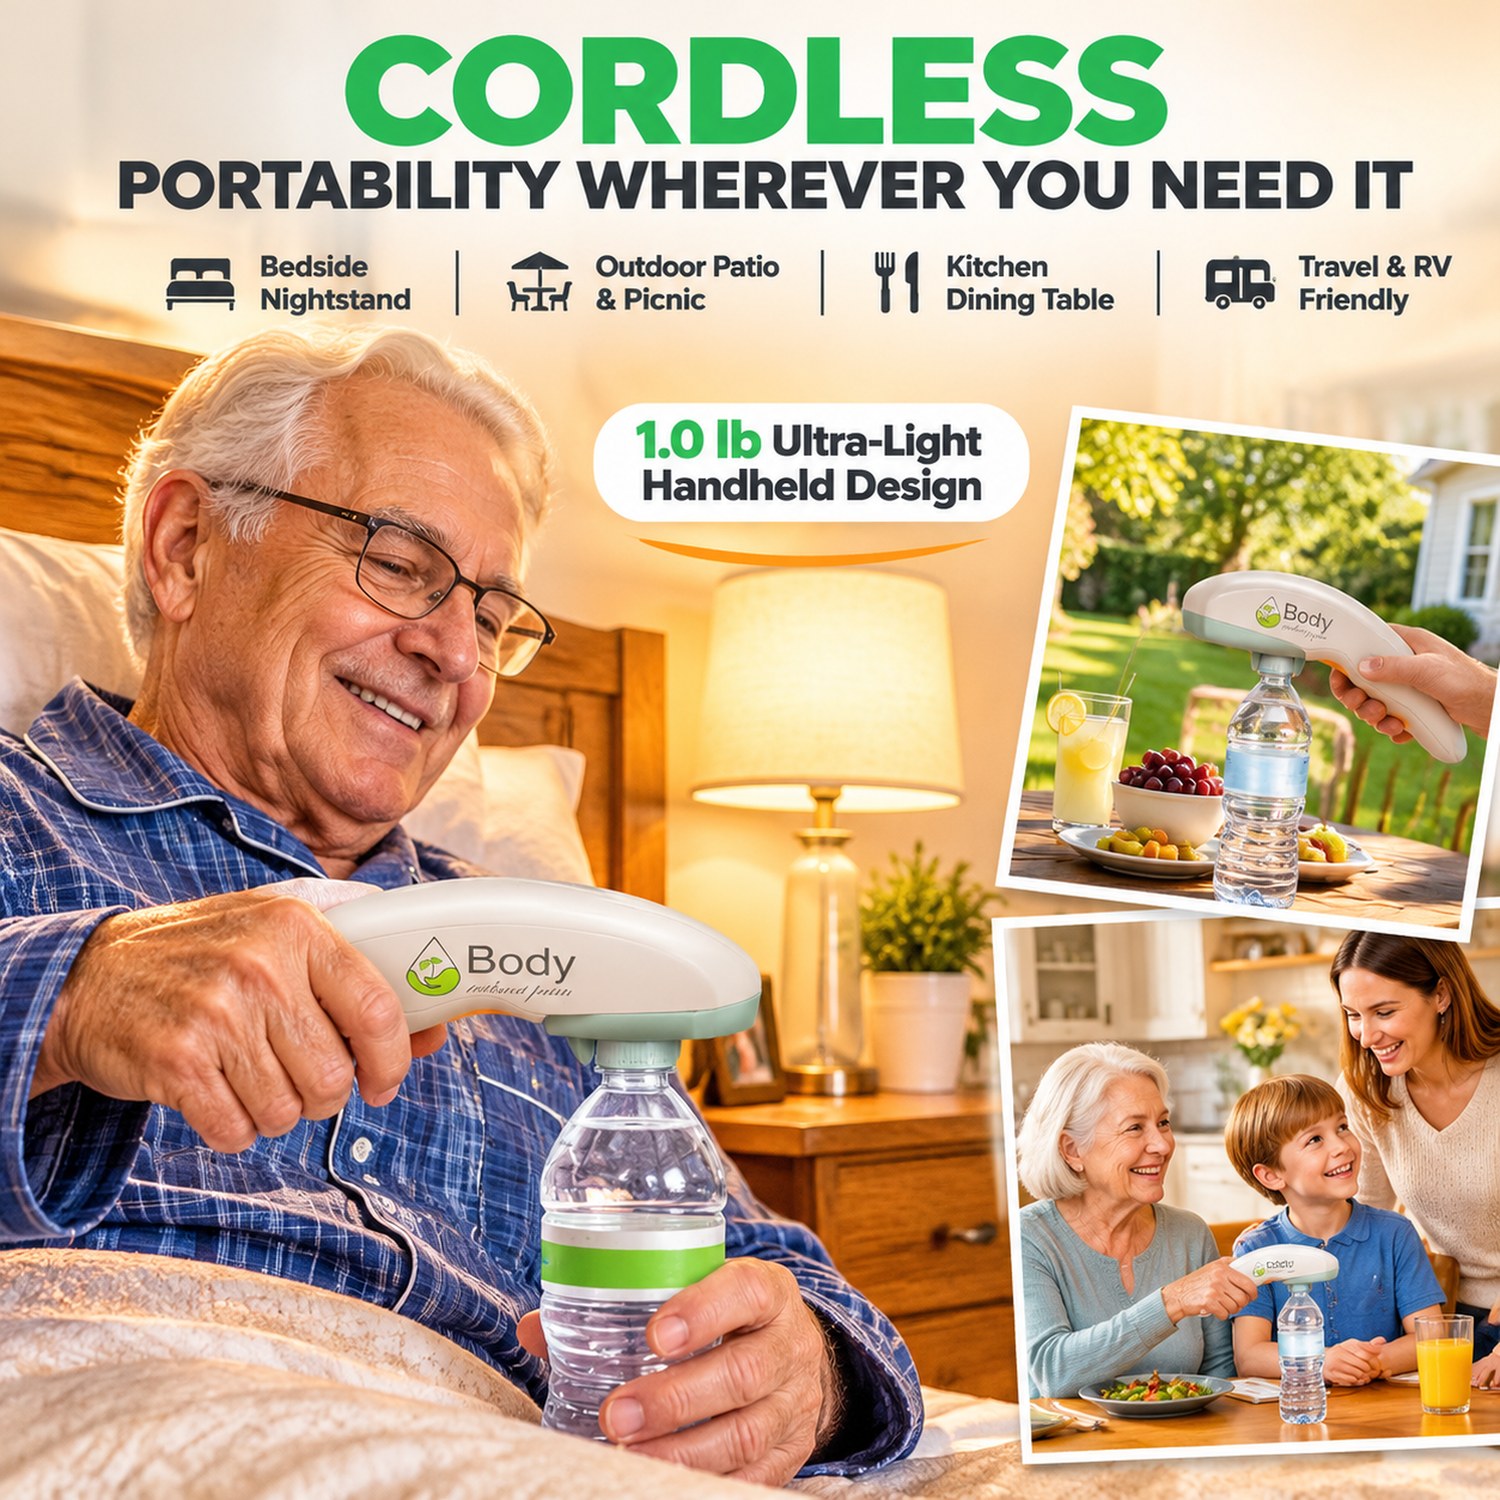 CORDLESS
PORTABILITY WHEREVER YOU NEED IT
Bedside
Nightstand
Outdoor Patio
& Picnic
Kitchen
Dining Table
Travel & RV
Friendly
1.0 lb Ultra-Light
Handheld Design
Body
Body